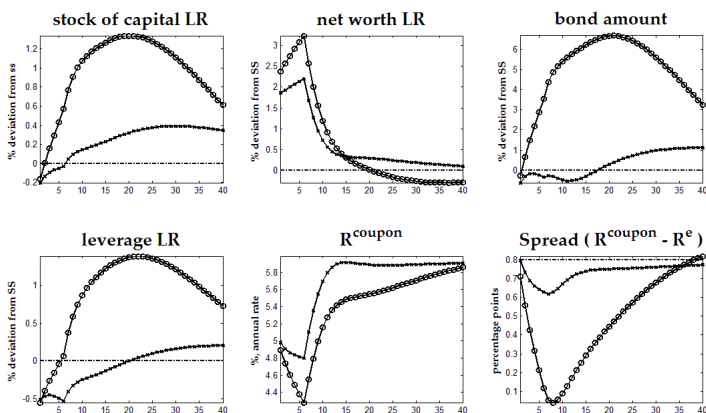 stock of capital LR
net worth LR
bond amount
% deviation from ss
1.2
1
0.8
0.6
0.4
0.2
0
-0.2
5 10 15 20 25 30 35 40
% deviation from SS
3
2.5
2
1.5
1
0.5
0
5 10 15 20 25 30 35 40
% deviation from SS
6
5
4
3
2
1
0
5 10 15 20 25 30 35 40
leverage LR
R^coupon
Spread ( R^coupon - R^e )
% deviation from SS
1
0.5
0
-0.5
5 10 15 20 25 30 35 40
%, annual rate
5.8
5.6
5.4
5.2
5
4.8
4.6
4.4
5 10 15 20 25 30 35 40
percentage points
0.8
0.7
0.6
0.5
0.4
0.3
0.2
0.1
5 10 15 20 25 30 35 40